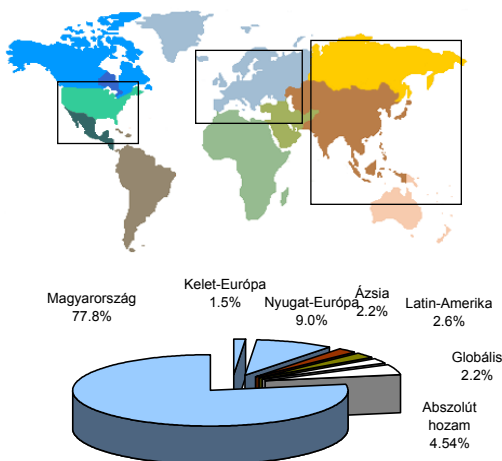 Magyarország
77.8%
Kelet-Európa
1.5%
Nyugat-Európa
9.0%
Ázsia
2.2%
Latin-Amerika
2.6%
Globális
2.2%
Abszolút
hozam
4.54%